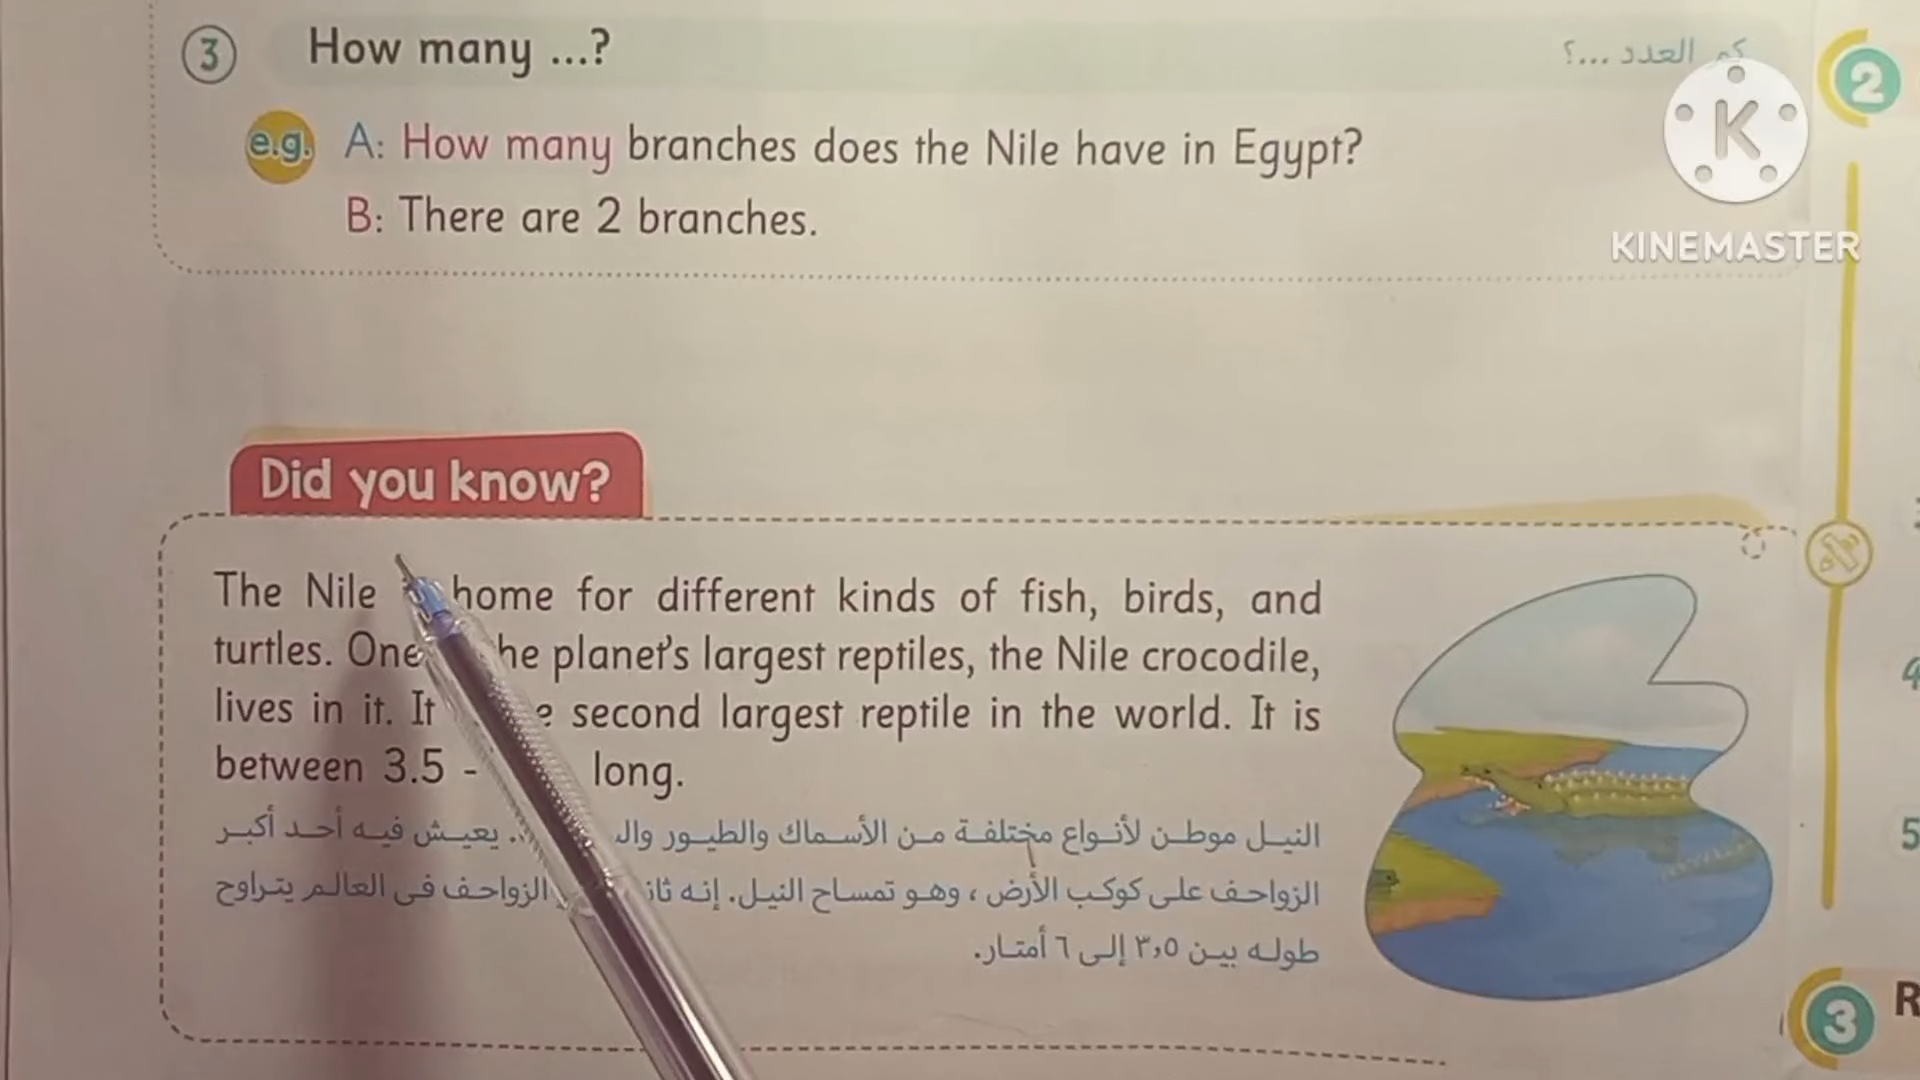 3 How many ...?
كم العدد ...؟
2
K
KINEMASTER
e.g. A: How many branches does the Nile have in Egypt?
B: There are 2 branches.
Did you know?
The Nile home for different kinds of fish, birds, and
turtles. One the planet's largest reptiles, the Nile crocodile,
lives in it. It second largest reptile in the world. It is
between 3.5 - long.
النيل موطن لأنواع مختلفة من الأسماك والطيور يعيش فيه أحد أكبر
الزواحف على كوكب الأرض ، وهو تمساح النيل. إنه الزواحف فى العالم يتراوح
طوله بين ٣,٥ إلى ٦ أمتار.
4
5
3 R